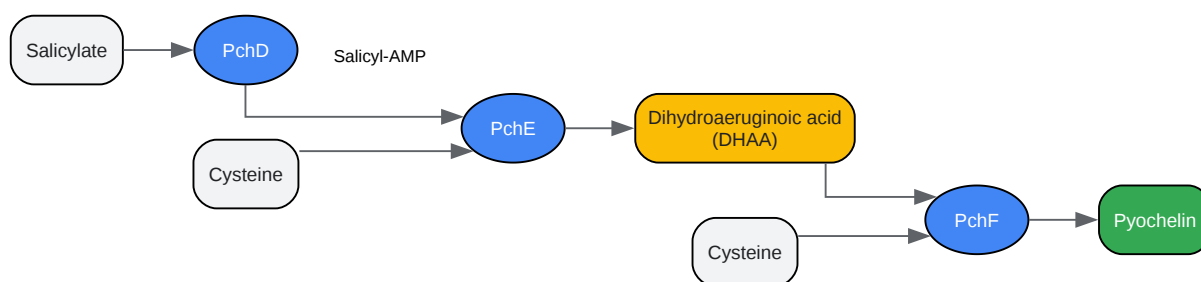 Salicylate
PchD
Salicyl-AMP
Cysteine
PchE
Dihydroaeruginoic acid
(DHAA)
Cysteine
PchF
Pyochelin